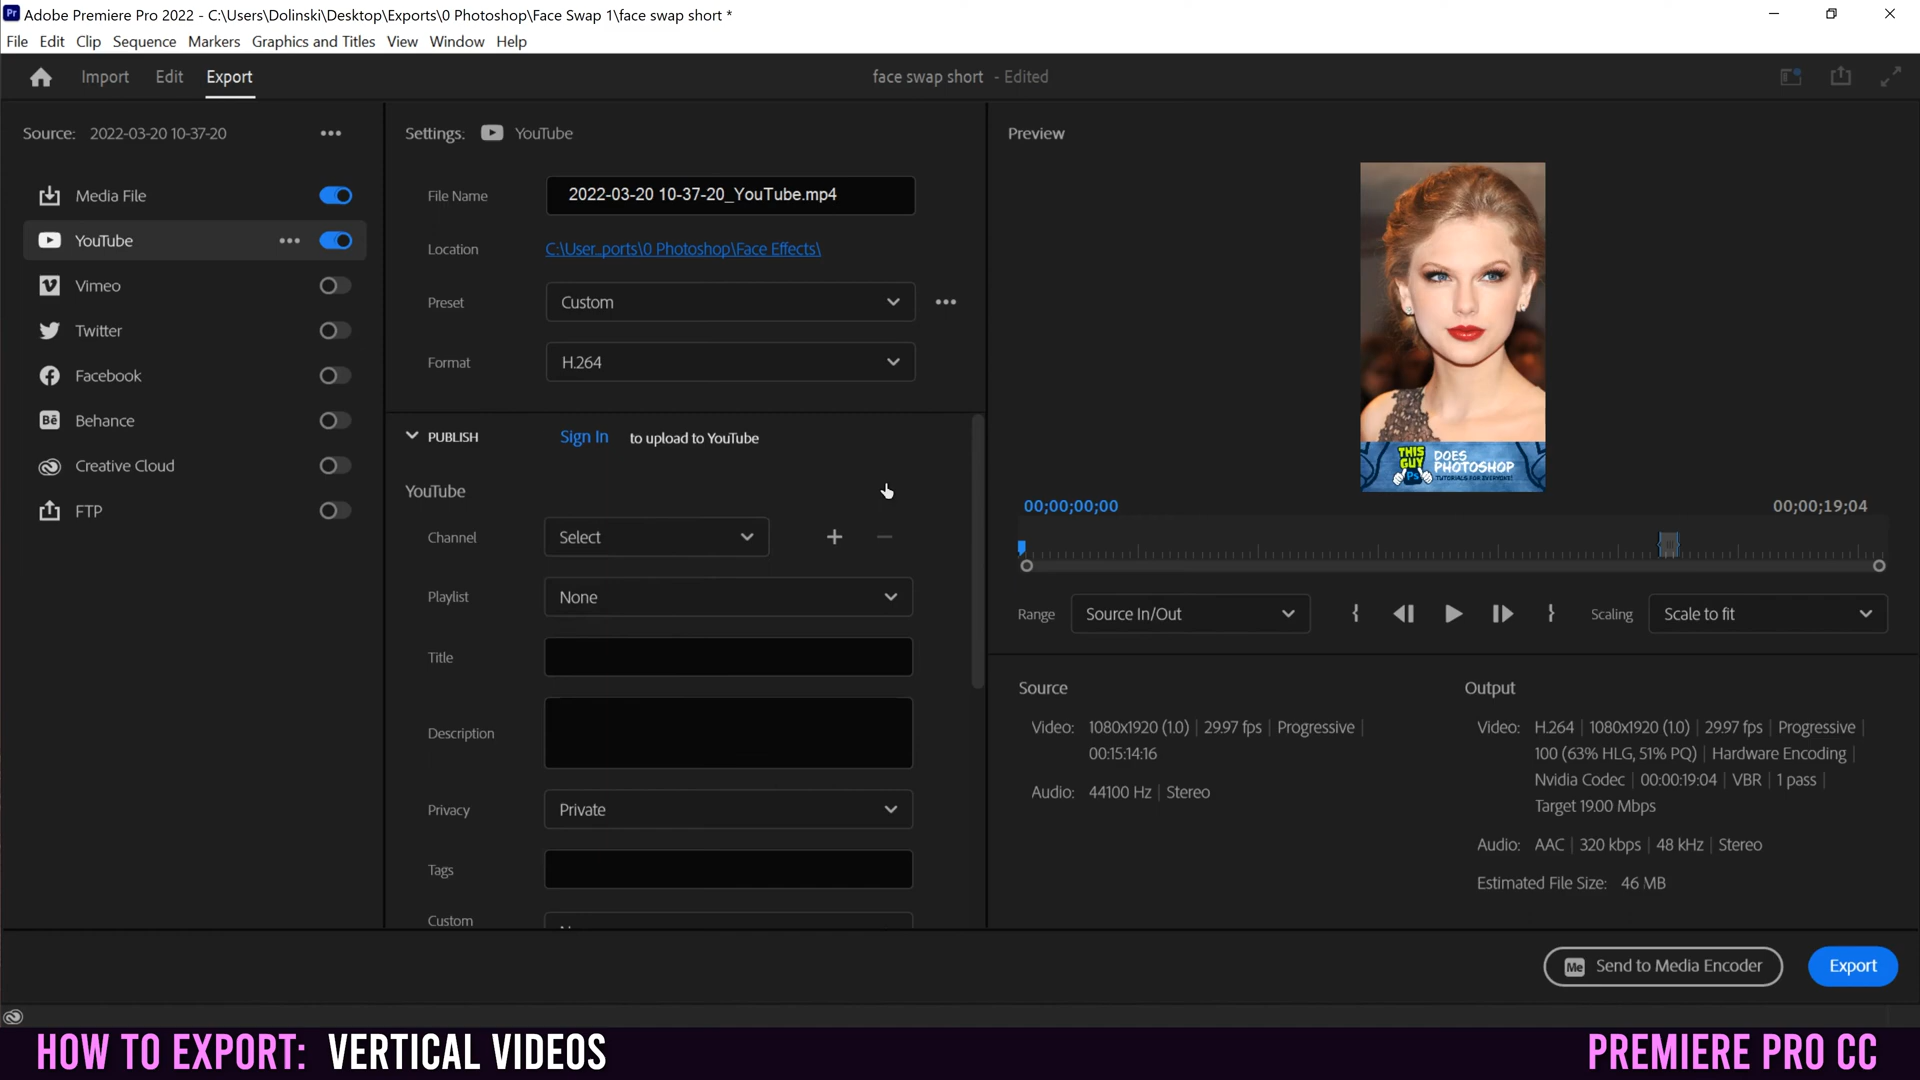 Adobe Premiere Pro 2022 - C:\Users\Dolinski\Desktop\Exports\0 Photoshop\Face Swap 1\face swap short *
File Edit Clip Sequence Markers Graphics and Titles View Window Help
Import Edit Export
face swap short - Edited
Source: 2022-03-20 10-37-20
Media File
YouTube
Vimeo
Twitter
Facebook
Behance
Creative Cloud
FTP
Settings: YouTube
File Name 2022-03-20 10-37-20_YouTube.mp4
Location C:\User_ports\0 Photoshop\Face Effects\
Preset Custom
Format H.264
PUBLISH Sign In to upload to YouTube
YouTube
Channel Select
Playlist None
Title
Description
Privacy Private
Tags
Custom
Preview
THIS GUY DOES PHOTOSHOP
TUTORIALS FOR EVERYONE!
00;00;00;00 00;00;19;04
Range Source In/Out Scaling Scale to fit
Source
Video: 1080x1920 (1.0) | 29.97 fps | Progressive |
00:15:14:16
Audio: 44100 Hz | Stereo
Output
Video: H.264 | 1080x1920 (1.0) | 29.97 fps | Progressive |
100 (63% HLG, 51% PQ) | Hardware Encoding |
Nvidia Codec | 00:00:19:04 | VBR | 1 pass |
Target 19.00 Mbps
Audio: AAC | 320 kbps | 48 kHz | Stereo
Estimated File Size: 46 MB
Send to Media Encoder Export
HOW TO EXPORT: VERTICAL VIDEOS
PREMIERE PRO CC